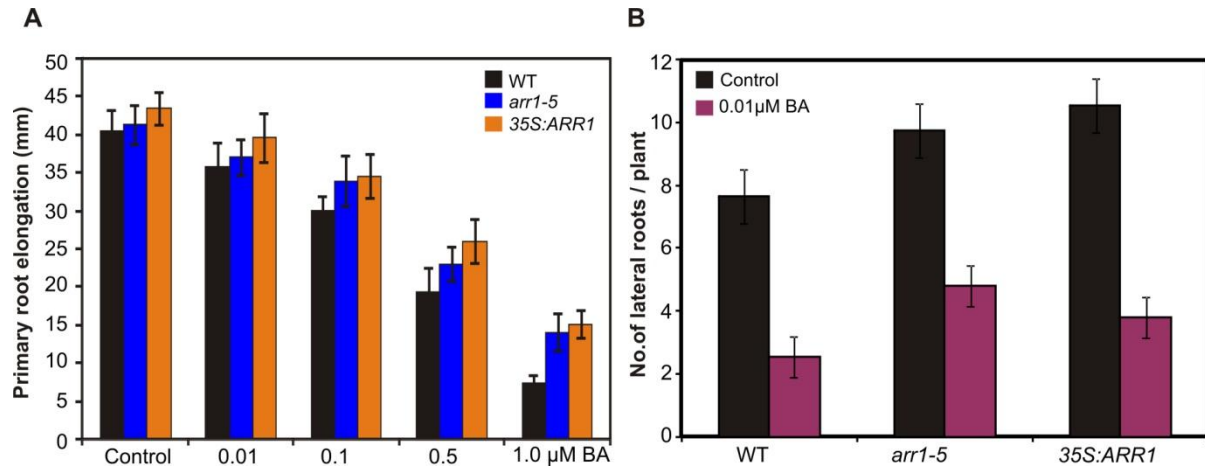 A
Primary root elongation (mm)
50
45
40
35
30
25
20
15
10
5
0
WT
arr1-5
35S:ARR1
Control 0.01 0.1 0.5 1.0 µM BA
B
No.of lateral roots / plant
12
10
8
6
4
2
0
Control
0.01µM BA
WT arr1-5 35S:ARR1